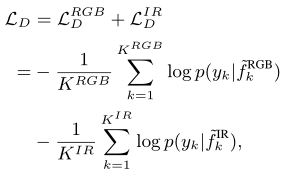 $\mathcal{L}_D = \mathcal{L}_D^{RGB} + \mathcal{L}_D^{IR}$
$= - \frac{1}{K^{RGB}} \sum_{k=1}^{K^{RGB}} \log p(y_k | \tilde{f}_k^{\text{RGB}})$
$- \frac{1}{K^{IR}} \sum_{k=1}^{K^{IR}} \log p(y_k | \tilde{f}_k^{\text{IR}}),$